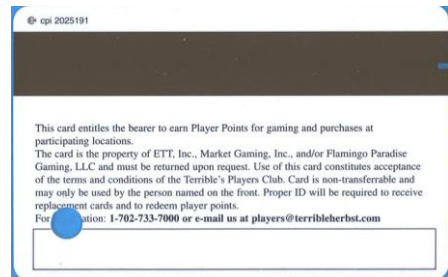 cpi 2025191
This card entitles the bearer to earn Player Points for gaming and purchases at
participating locations.
The card is the property of ETT, Inc., Market Gaming, Inc., and/or Flamingo Paradise
Gaming, LLC and must be returned upon request. Use of this card constitutes acceptance
of the terms and conditions of the Terrible's Players Club. Card is non-transferrable and
may only be used by the person named on the front. Proper ID will be required to receive
replacement cards and to redeem player points.
For ation: 1-702-733-7000 or e-mail us at players@terribleherbst.com